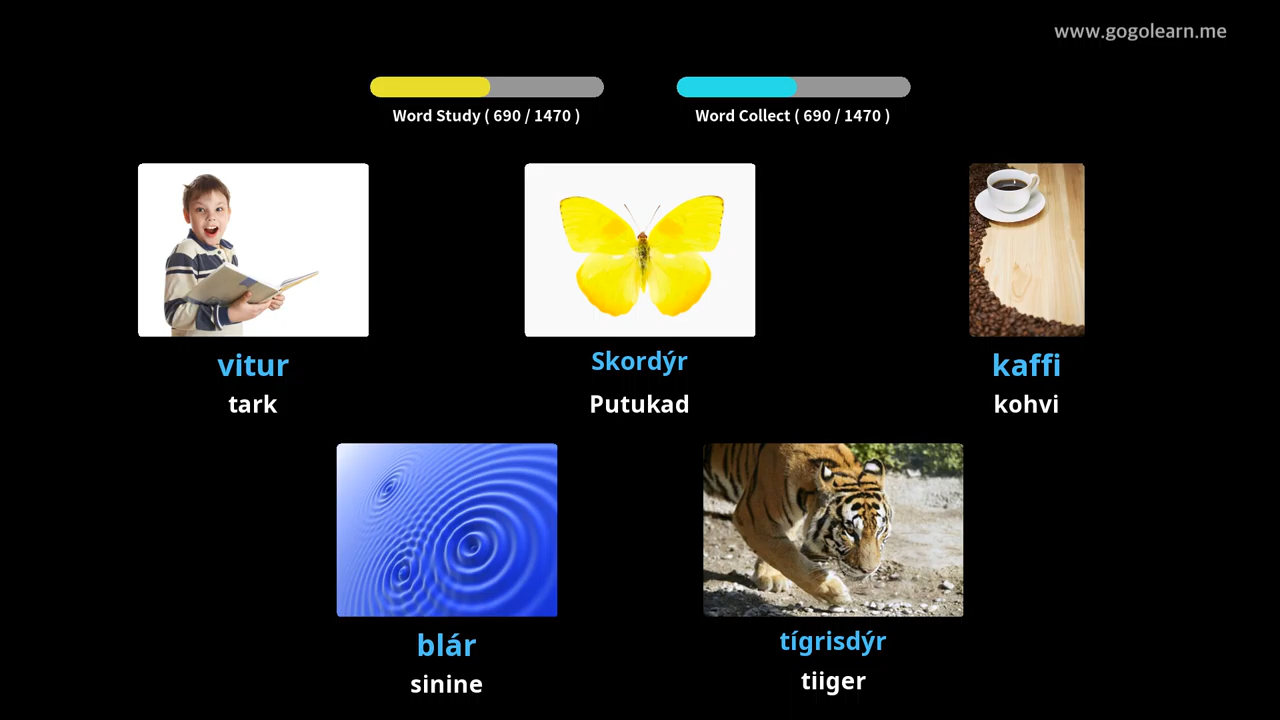 www.gogolearn.me
Word Study ( 690 / 1470 )
Word Collect ( 690 / 1470 )
vitur
tark
Skordýr
Putukad
kaffi
kohvi
blár
sinine
tígrisdýr
tiiger